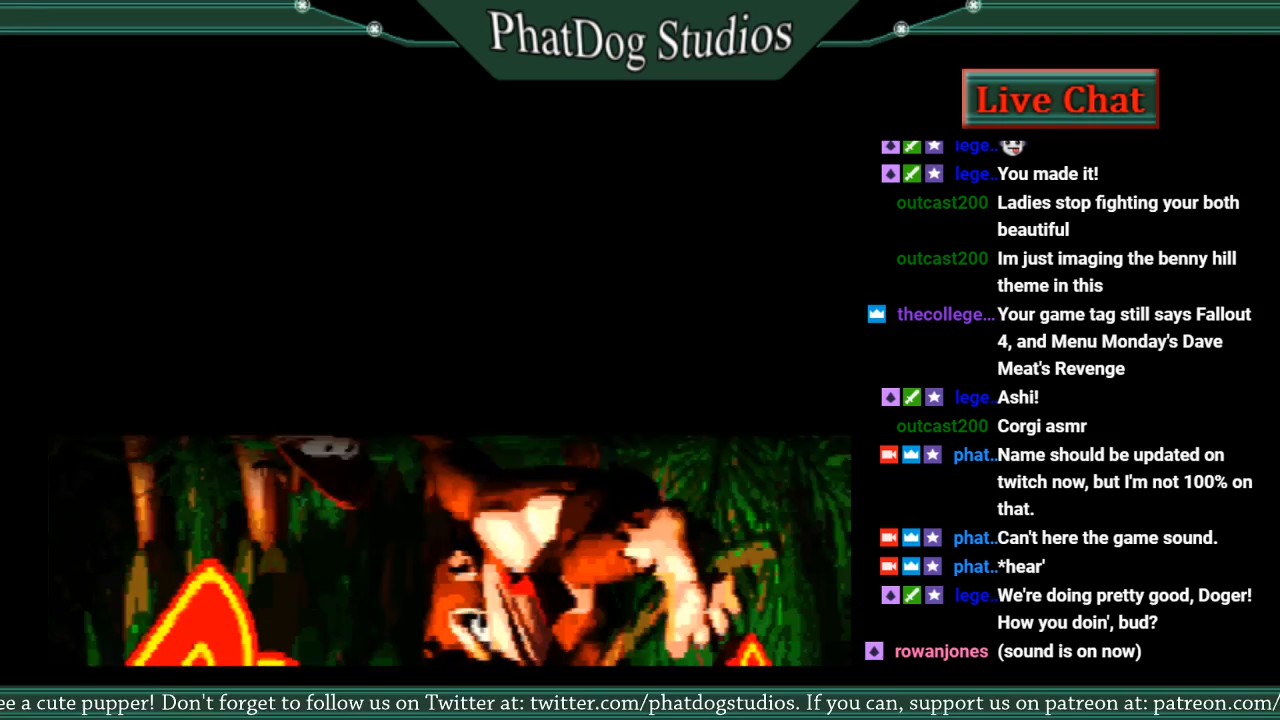 PhatDog Studios
Live Chat
lege..
lege.. You made it!
outcast200 Ladies stop fighting your both
beautiful
outcast200 Im just imaging the benny hill
theme in this
thecollege... Your game tag still says Fallout
4, and Menu Monday's Dave
Meat's Revenge
lege.. Ashi!
outcast200 Corgi asmr
phat.. Name should be updated on
twitch now, but I'm not 100% on
that.
phat.. Can't here the game sound.
phat.. *hear'
lege.. We're doing pretty good, Doger!
How you doin', bud?
rowanjones (sound is on now)
ee a cute pupper! Don't forget to follow us on Twitter at: twitter.com/phatdogstudios. If you can, support us on patreon at: patreon.com/